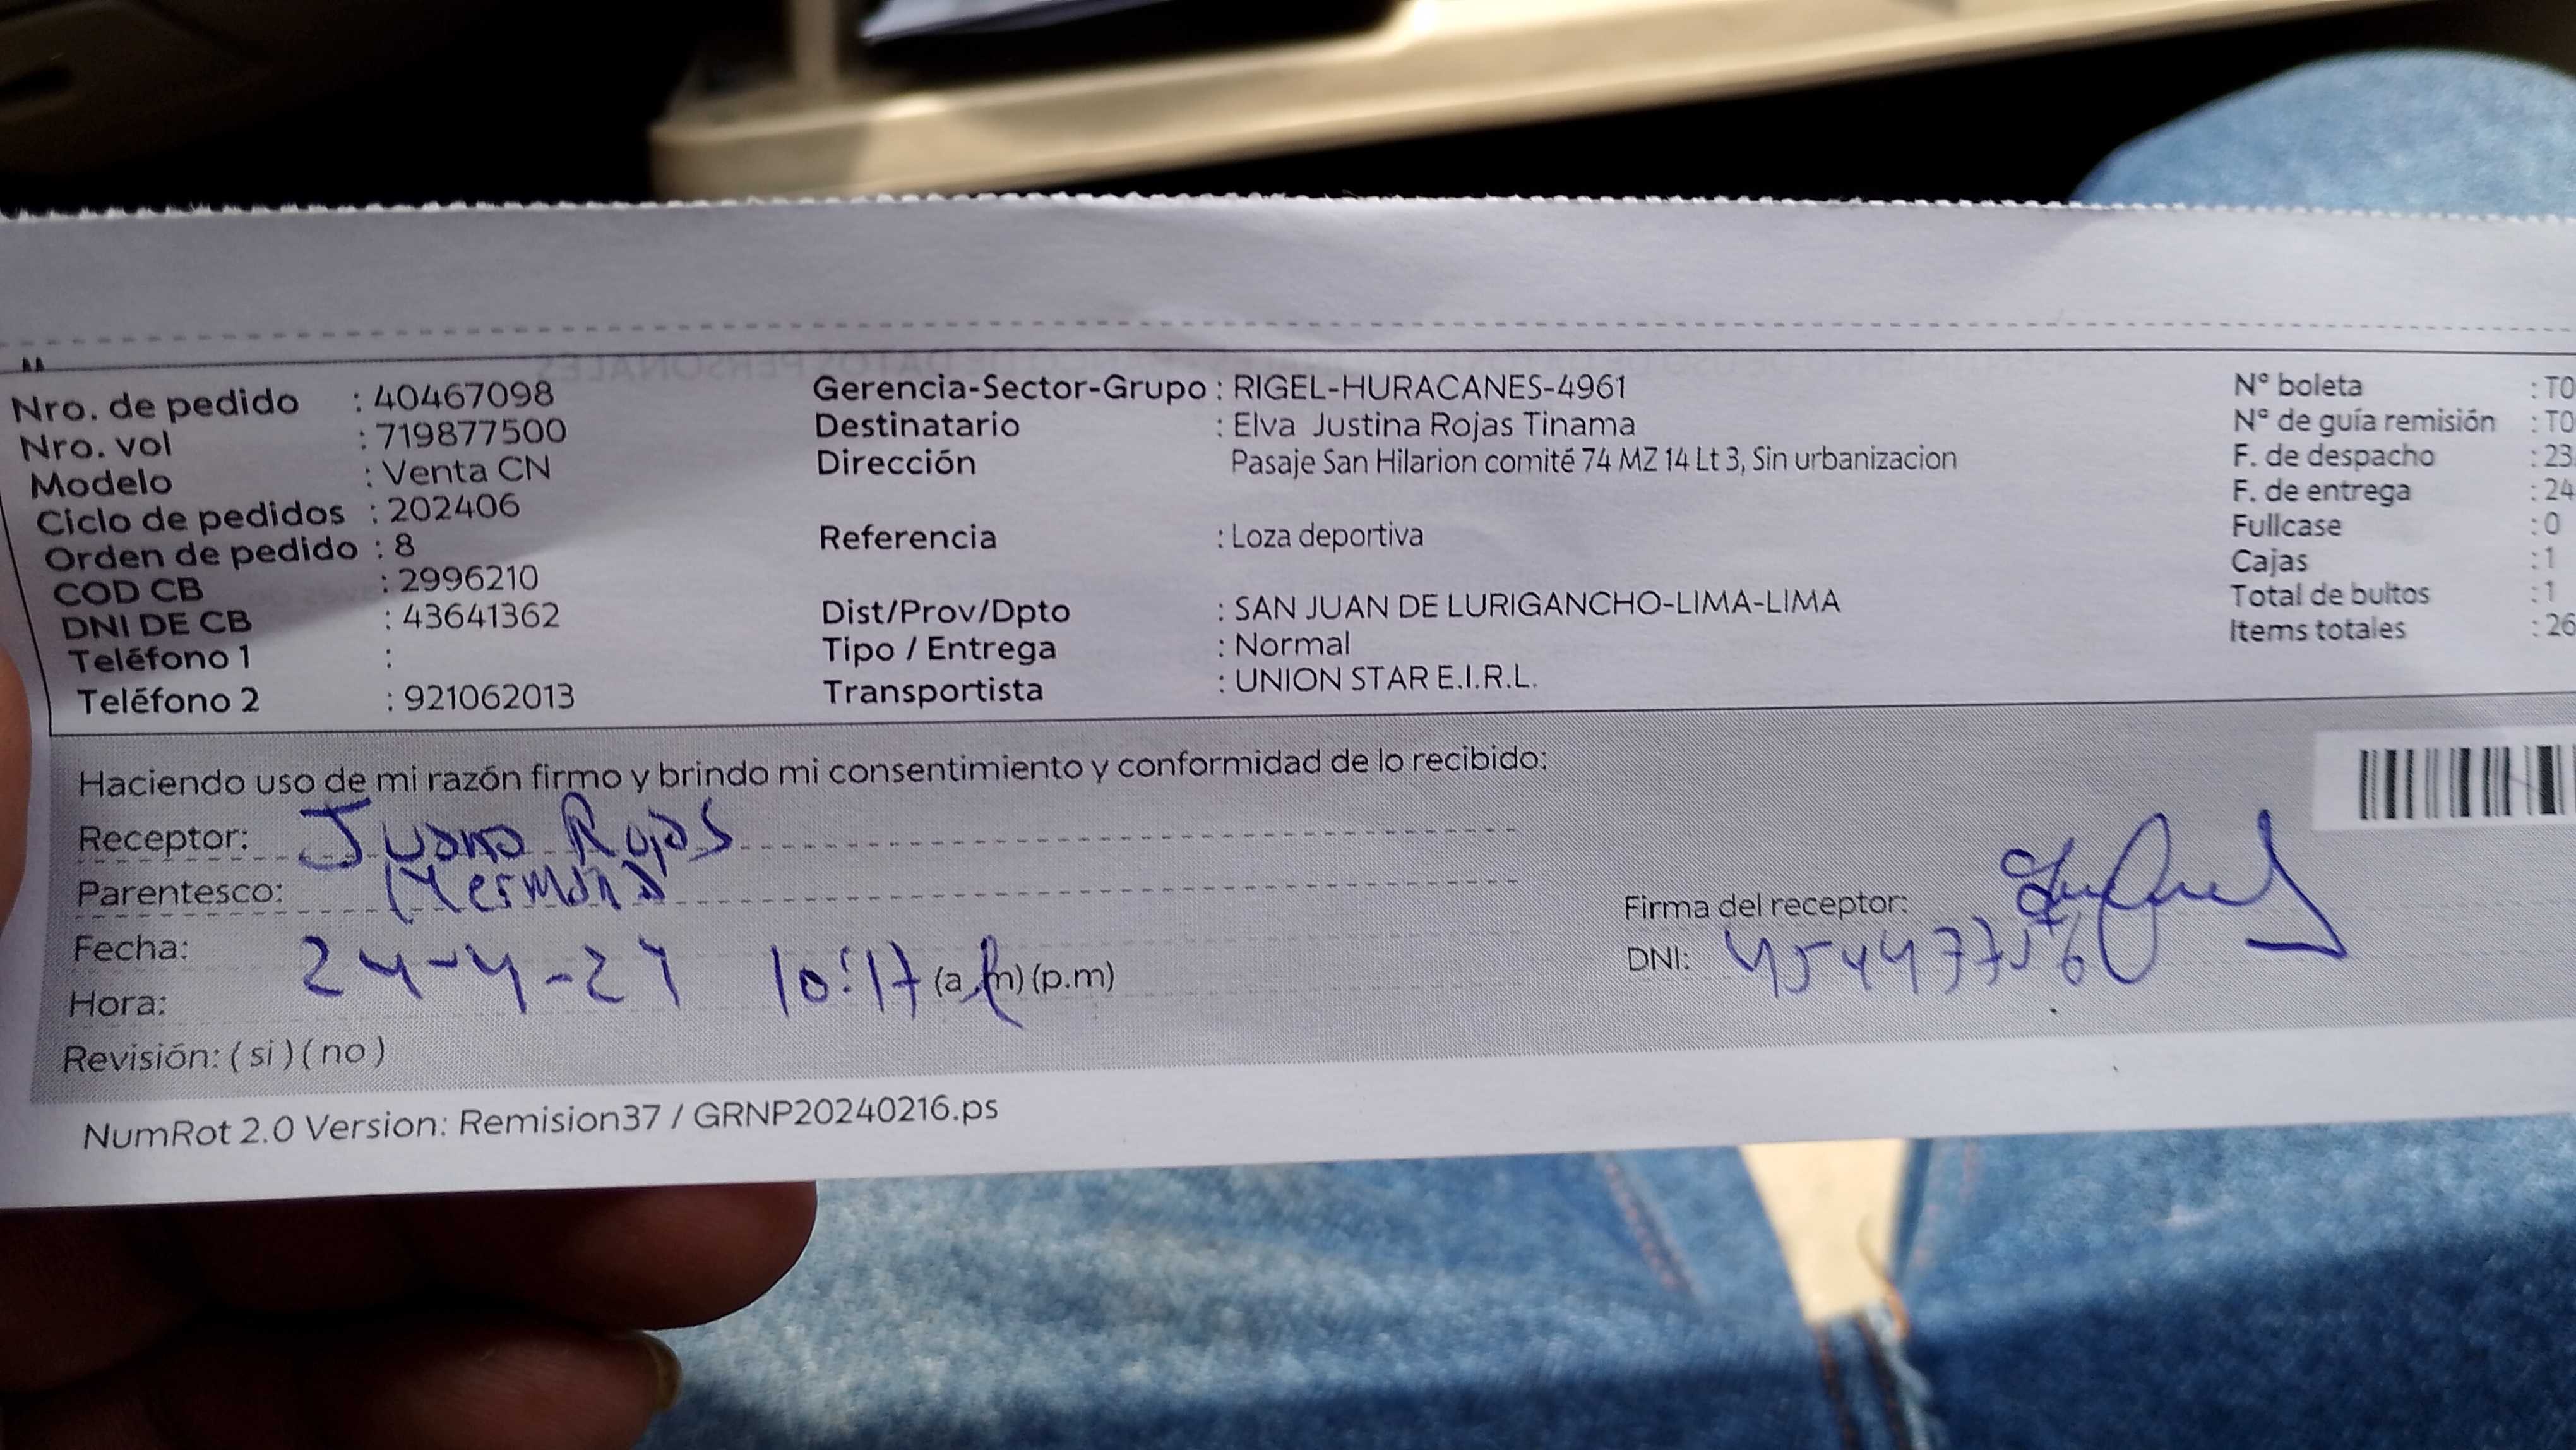 Nro. de pedido : 40467098
Nro. vol : 719877500
Modelo : Venta CN
Ciclo de pedidos : 202406
Orden de pedido : 8
COD CB : 2996210
DNI DE CB : 43641362
Teléfono 1 :
Teléfono 2 : 921062013
Gerencia-Sector-Grupo : RIGEL-HURACANES-4961
Destinatario : Elva Justina Rojas Tinama
Dirección Pasaje San Hilarion comité 74 MZ 14 Lt 3, Sin urbanizacion
Referencia : Loza deportiva
Dist/Prov/Dpto : SAN JUAN DE LURIGANCHO-LIMA-LIMA
Tipo / Entrega : Normal
Transportista : UNION STAR E.I.R.L.
N° boleta : T0
N° de guía remisión : T0
F. de despacho : 23
F. de entrega : 24
Fullcase : 0
Cajas : 1
Total de bultos : 1
Items totales : 26
Haciendo uso de mi razón firmo y brindo mi consentimiento y conformidad de lo recibido:
Receptor: Juana Rojas
Parentesco: Hermana
Fecha: 24-4-24
Hora: 10:17 (a.m) (p.m)
Revisión: ( si ) ( no )
Firma del receptor:
DNI:
NumRot 2.0 Version: Remision37 / GRNP20240216.ps